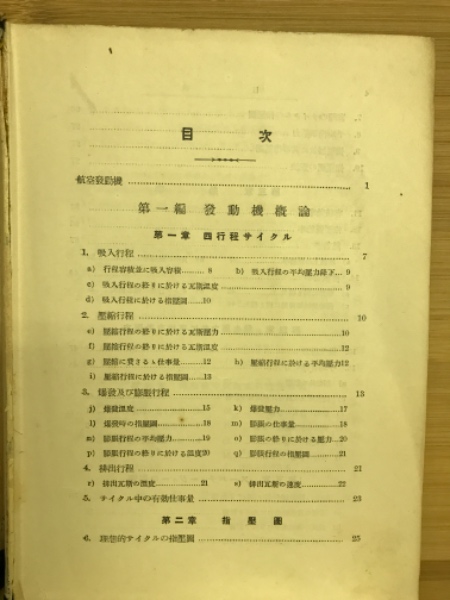 目 次
航空發動機 1
第一編 發動機概論
第一章 四行程サイクル
1. 吸入行程 7
a) 行程容積並に吸入容積 8 b) 吸入行程の平均壓力降下 9
c) 吸入行程の終りに於ける瓦斯溫度 9
d) 吸入行程に於ける指壓圖 10
2. 壓縮行程 10
e) 壓縮行程の終りに於ける瓦斯壓力 10
f) 壓縮行程の終りに於ける瓦斯溫度 12
g) 壓縮に要さるゝ仕事量 12 h) 壓縮行程に於ける平均壓力 12
i) 壓縮行程に於ける指壓圖 13
3. 爆發及び膨脹行程 13
j) 爆發溫度 15 k) 爆發壓力 17
l) 爆發時の指壓圖 18 m) 膨脹の仕事量 18
n) 膨脹行程の平均壓力 19 o) 膨脹の終りに於ける壓力 20
p) 膨脹行程の終りに於ける溫度 20 q) 膨脹行程の指壓圖 21
4. 排出行程 21
r) 排出瓦斯の溫度 21 s) 排出瓦斯の速度 22
5. サイクル中の有効仕事量 23
第二章 指壓圖
6. 理想的サイクルの指壓圖 25